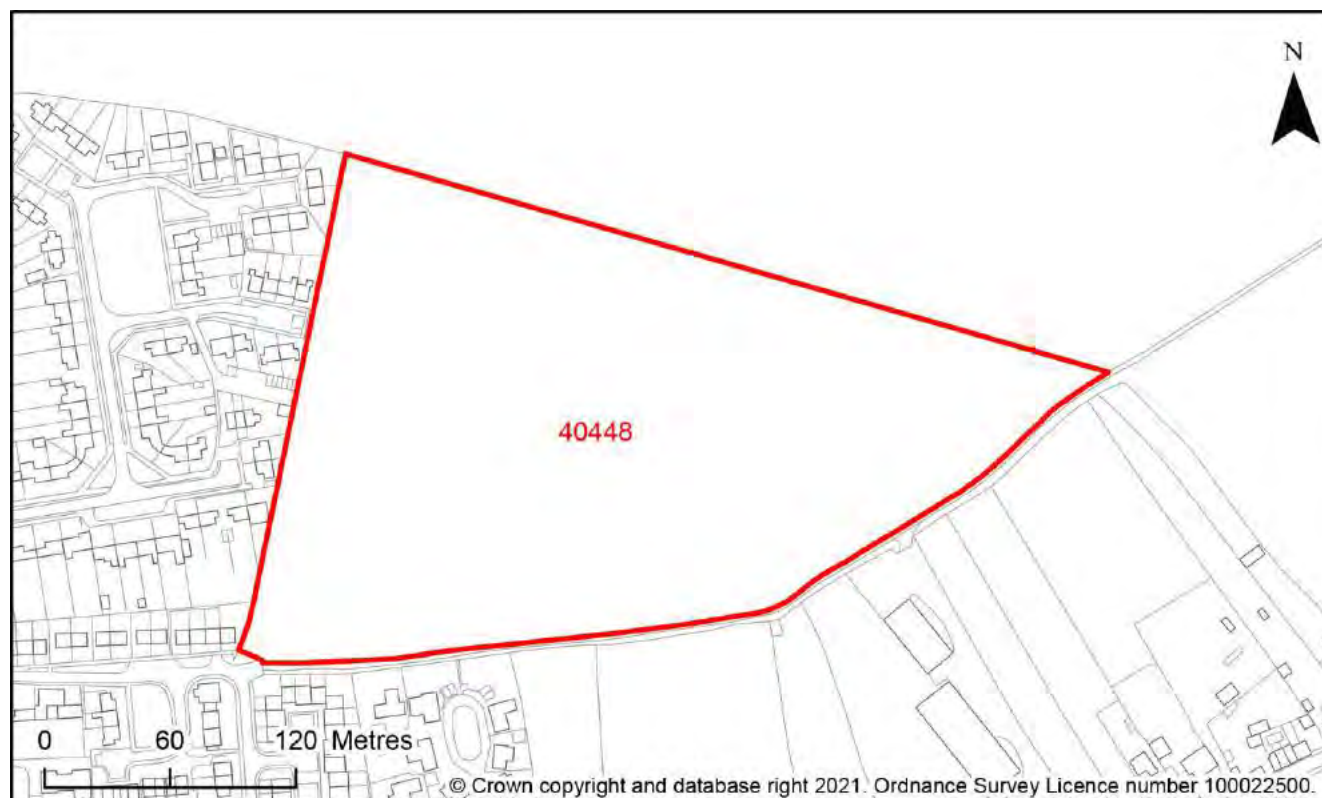 N
40448
0 60 120 Metres
© Crown copyright and database right 2021. Ordnance Survey Licence number 100022500.